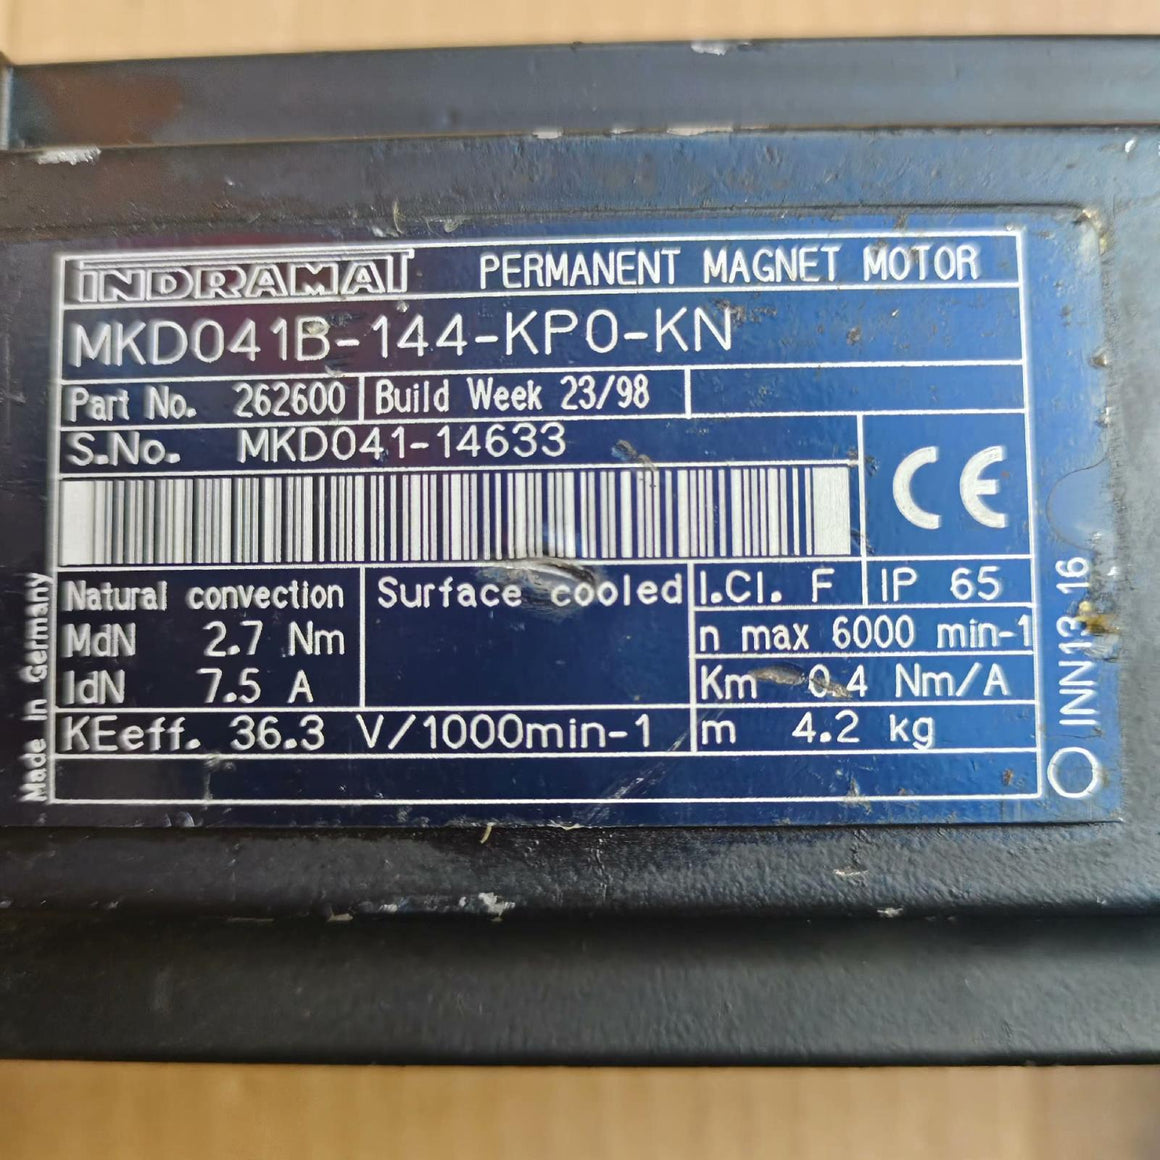 INDRAMAT PERMANENT MAGNET MOTOR
MKD041B-144-KP0-KN
Part No. 262600 Build Week 23/98
S.No. MKD041-14633
CE
Natural convection Surface cooled I.Cl. F IP 65
MdN 2.7 Nm n max 6000 min-1
IdN 7.5 A Km 0.4 Nm/A
KEeff. 36.3 V/1000min-1 m 4.2 kg
Made in Germany
INN13.16